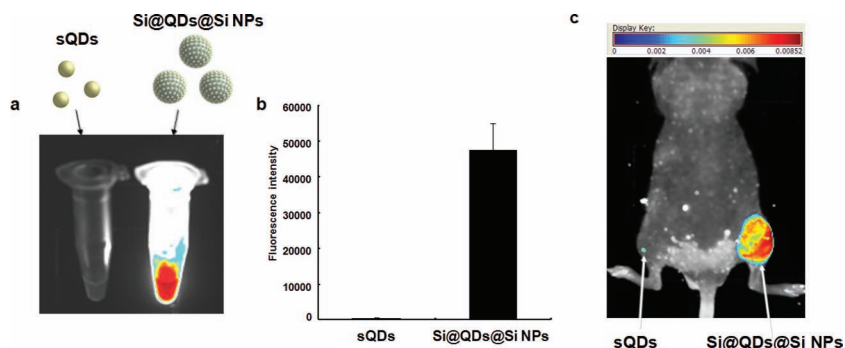 a
sQDs
Si@QDs@Si NPs
b
60000
50000
40000
30000
20000
10000
0
Fluorescence intensity
sQDs
Si@QDs@Si NPs
c
Display Key:
0 0.002 0.004 0.006 0.00852
sQDs
Si@QDs@Si NPs